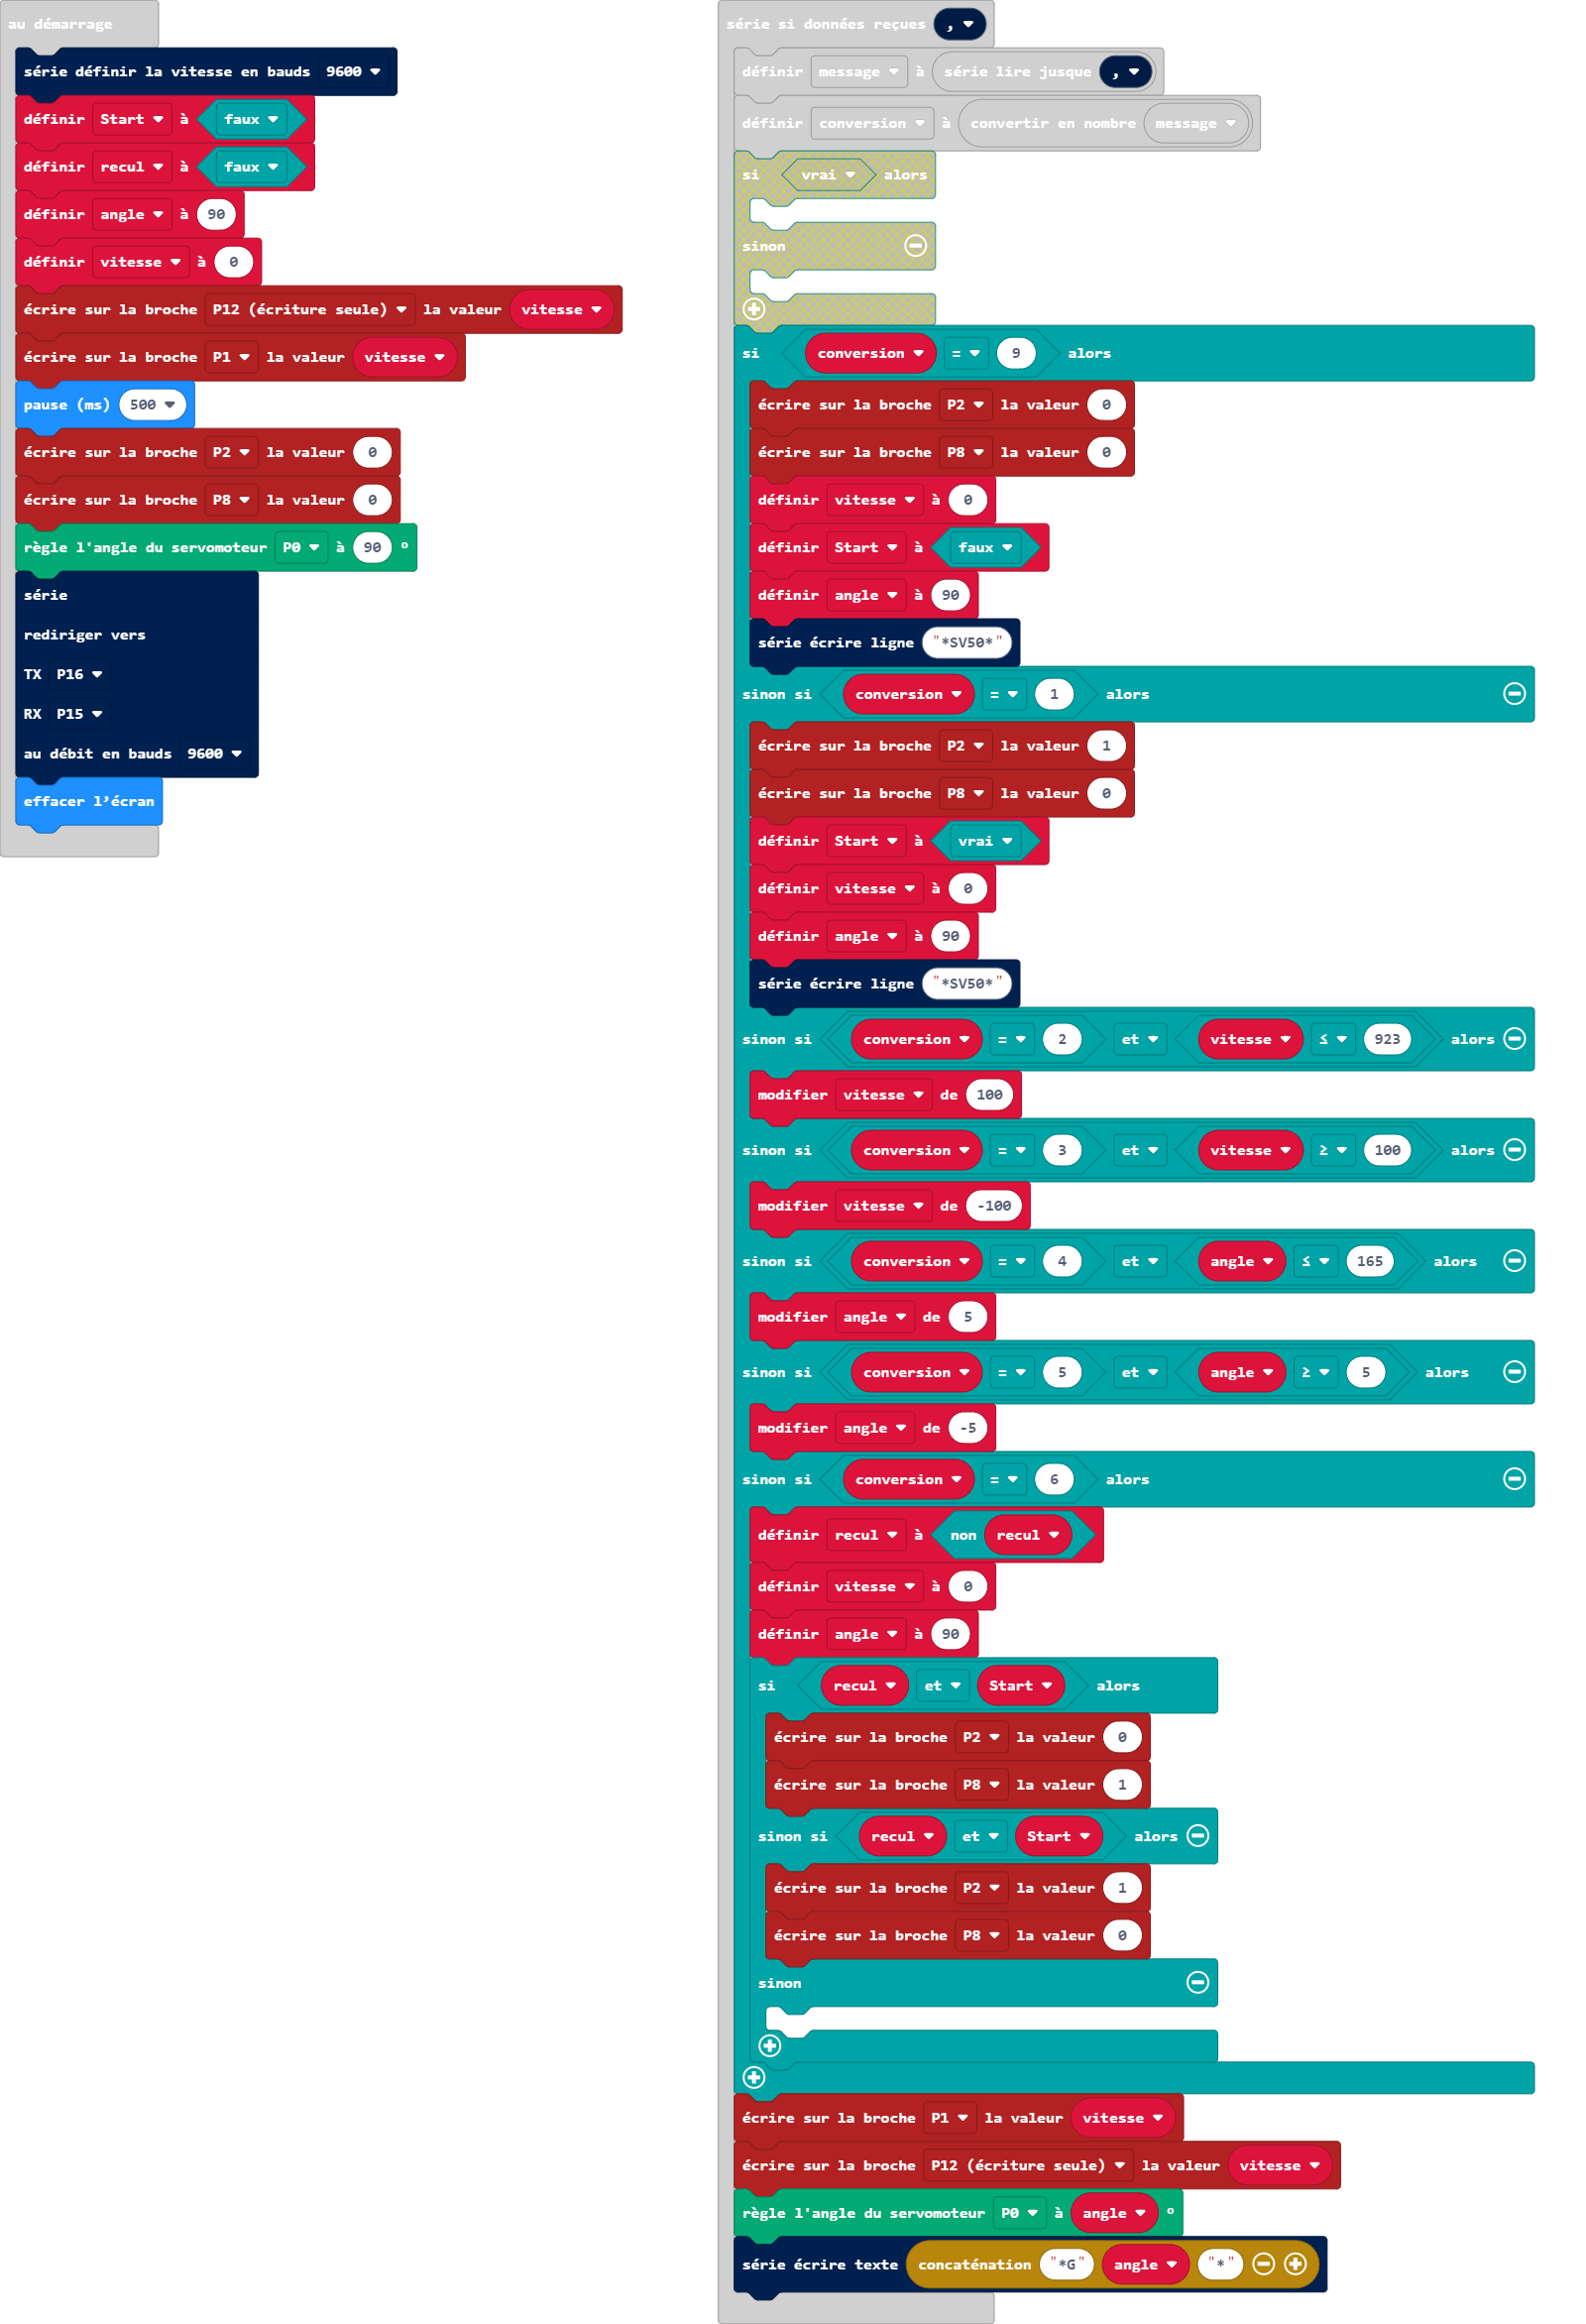 au démarrage
série définir la vitesse en bauds 9600
définir Start à faux
définir recul à faux
définir angle à 90
définir vitesse à 0
écrire sur la broche P12 (écriture seule) la valeur vitesse
écrire sur la broche P1 la valeur vitesse
pause (ms) 500
écrire sur la broche P2 la valeur 0
écrire sur la broche P8 la valeur 0
règle l'angle du servomoteur P0 à 90 °
série
rediriger vers
TX P16
RX P15
au débit en bauds 9600
effacer l’écran
série si données reçues ,
définir message à série lire jusque ,
définir conversion à convertir en nombre message
si vrai alors
sinon
si conversion = 9 alors
écrire sur la broche P2 la valeur 0
écrire sur la broche P8 la valeur 0
définir vitesse à 0
définir Start à faux
définir angle à 90
série écrire ligne "*SV50*"
sinon si conversion = 1 alors
écrire sur la broche P2 la valeur 1
écrire sur la broche P8 la valeur 0
définir Start à vrai
définir vitesse à 0
définir angle à 90
série écrire ligne "*SV50*"
sinon si conversion = 2 et vitesse ≤ 923 alors
modifier vitesse de 100
sinon si conversion = 3 et vitesse ≥ 100 alors
modifier vitesse de -100
sinon si conversion = 4 et angle ≤ 165 alors
modifier angle de 5
sinon si conversion = 5 et angle ≥ 5 alors
modifier angle de -5
sinon si conversion = 6 alors
définir recul à non recul
définir vitesse à 0
définir angle à 90
si recul et Start alors
écrire sur la broche P2 la valeur 0
écrire sur la broche P8 la valeur 1
sinon si recul et Start alors
écrire sur la broche P2 la valeur 1
écrire sur la broche P8 la valeur 0
sinon
écrire sur la broche P1 la valeur vitesse
écrire sur la broche P12 (écriture seule) la valeur vitesse
règle l'angle du servomoteur P0 à angle °
série écrire texte concaténation "*G" angle "*"